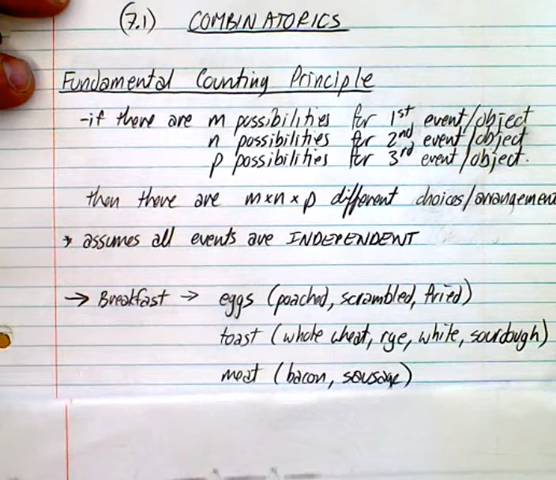 (7.1) COMBINATORICS
Fundamental Counting Principle
-if there are m possibilities for 1st event/object
n possibilities for 2nd event/object
p possibilities for 3rd event/object.
then there are m×n×p different choices/arrangement
* assumes all events are INDEPENDENT
→ Breakfast → eggs (poached, scrambled, fried)
toast (whole cheat, rye, white, sourdough)
meat (bacon, sausage)